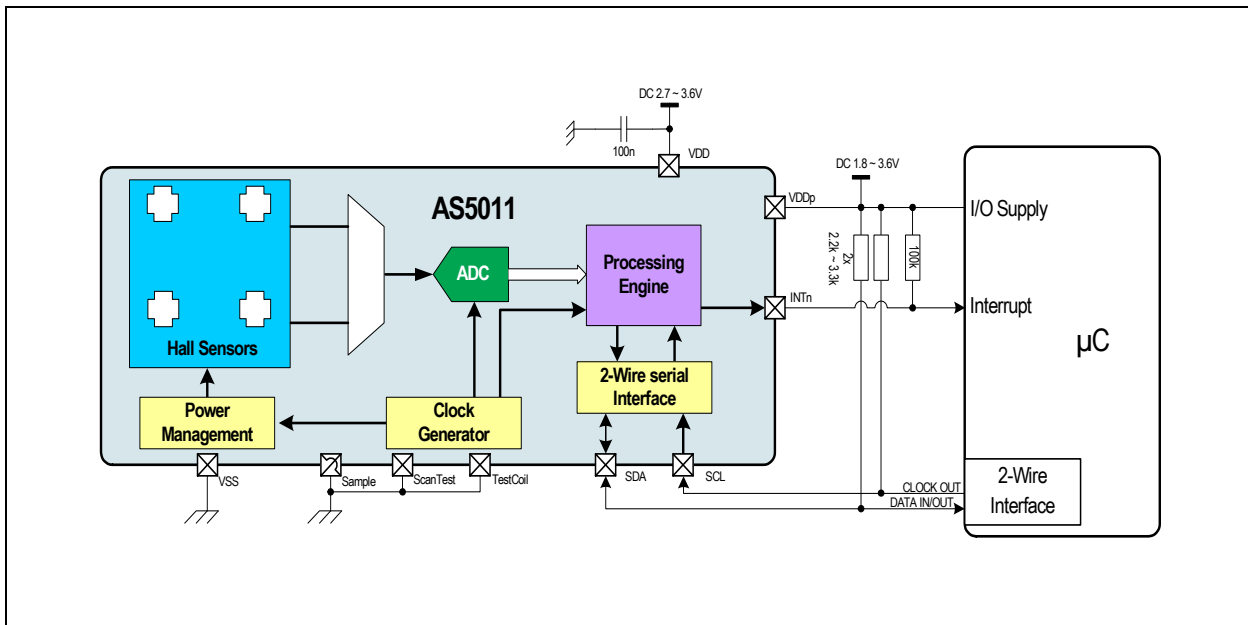 DC 2.7 ~ 3.6V
100n
VDD
DC 1.8 ~ 3.6V
AS5011
VDDp
I/O Supply
2x
2.2k ~ 3.3k
100k
ADC
Processing
Engine
INTn
Interrupt
µC
Hall Sensors
2-Wire serial
Interface
Power
Management
Clock
Generator
VSS
Sample
ScanTest
TestCoil
SDA
SCL
CLOCK OUT
DATA IN/OUT
2-Wire
Interface